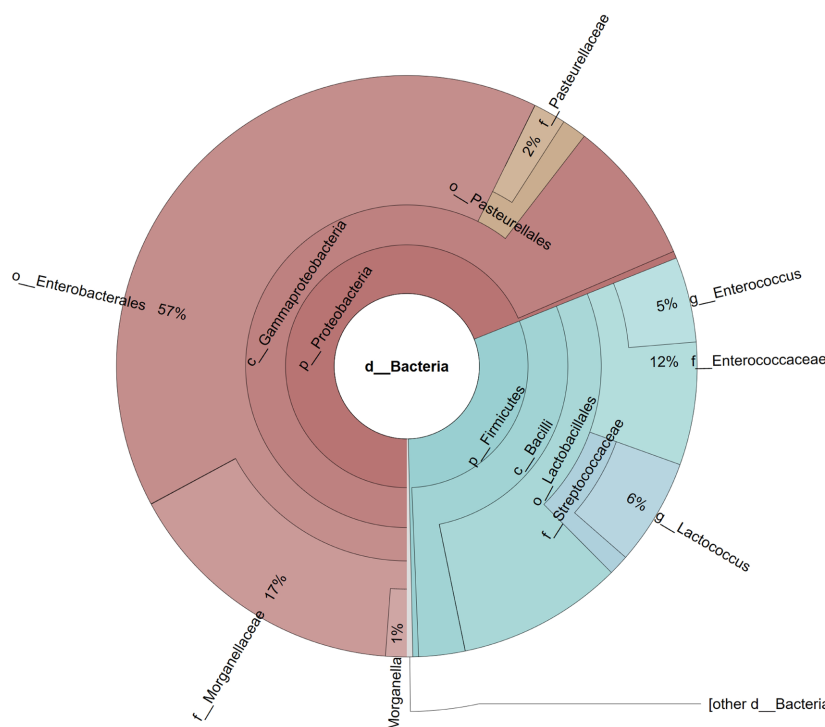 f__Pasteurellaceae
2%
o__Pasteurellales
o__Enterobacterales 57%
c__Gammaproteobacteria
p__Proteobacteria
d__Bacteria
5% g__Enterococcus
12% f__Enterococcaceae
p__Firmicutes
c__Bacilli
o__Lactobacillales
f__Streptococcaceae
6% g__Lactococcus
f__Morganellaceae 17%
Morganella 1%
[other d__Bacteria